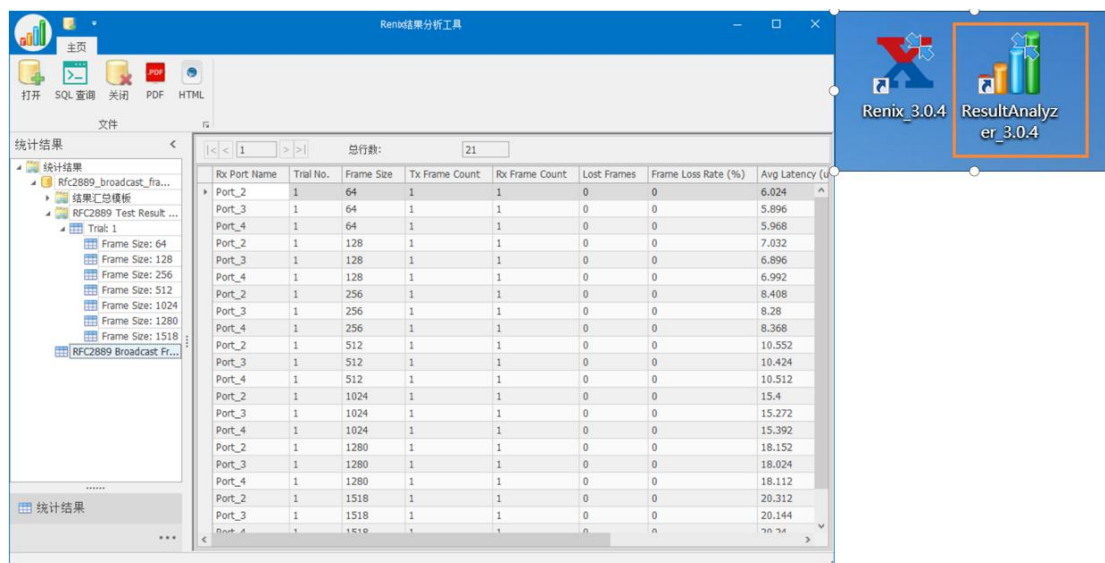 Renix结果分析工具
主页
打开 SQL 查询 关闭 PDF HTML
文件
统计结果
1 总行数: 21
统计结果
Rfc2889_broadcast_fra...
结果汇总模板
RFC2889 Test Result ...
Trial: 1
Frame Size: 64
Frame Size: 128
Frame Size: 256
Frame Size: 512
Frame Size: 1024
Frame Size: 1280
Frame Size: 1518
RFC2889 Broadcast Fr...
统计结果
Rx Port Name Trial No. Frame Size Tx Frame Count Rx Frame Count Lost Frames Frame Loss Rate (%) Avg Latency (u
Port_2 1 64 1 1 0 0 6.024
Port_3 1 64 1 1 0 0 5.896
Port_4 1 64 1 1 0 0 5.968
Port_2 1 128 1 1 0 0 7.032
Port_3 1 128 1 1 0 0 6.896
Port_4 1 128 1 1 0 0 6.992
Port_2 1 256 1 1 0 0 8.408
Port_3 1 256 1 1 0 0 8.28
Port_4 1 256 1 1 0 0 8.368
Port_2 1 512 1 1 0 0 10.552
Port_3 1 512 1 1 0 0 10.424
Port_4 1 512 1 1 0 0 10.512
Port_2 1 1024 1 1 0 0 15.4
Port_3 1 1024 1 1 0 0 15.272
Port_4 1 1024 1 1 0 0 15.392
Port_2 1 1280 1 1 0 0 18.152
Port_3 1 1280 1 1 0 0 18.024
Port_4 1 1280 1 1 0 0 18.112
Port_2 1 1518 1 1 0 0 20.312
Port_3 1 1518 1 1 0 0 20.144
Port_4 1 1518 1 1 0 0 20.24
Renix_3.0.4
ResultAnalyz
er_3.0.4